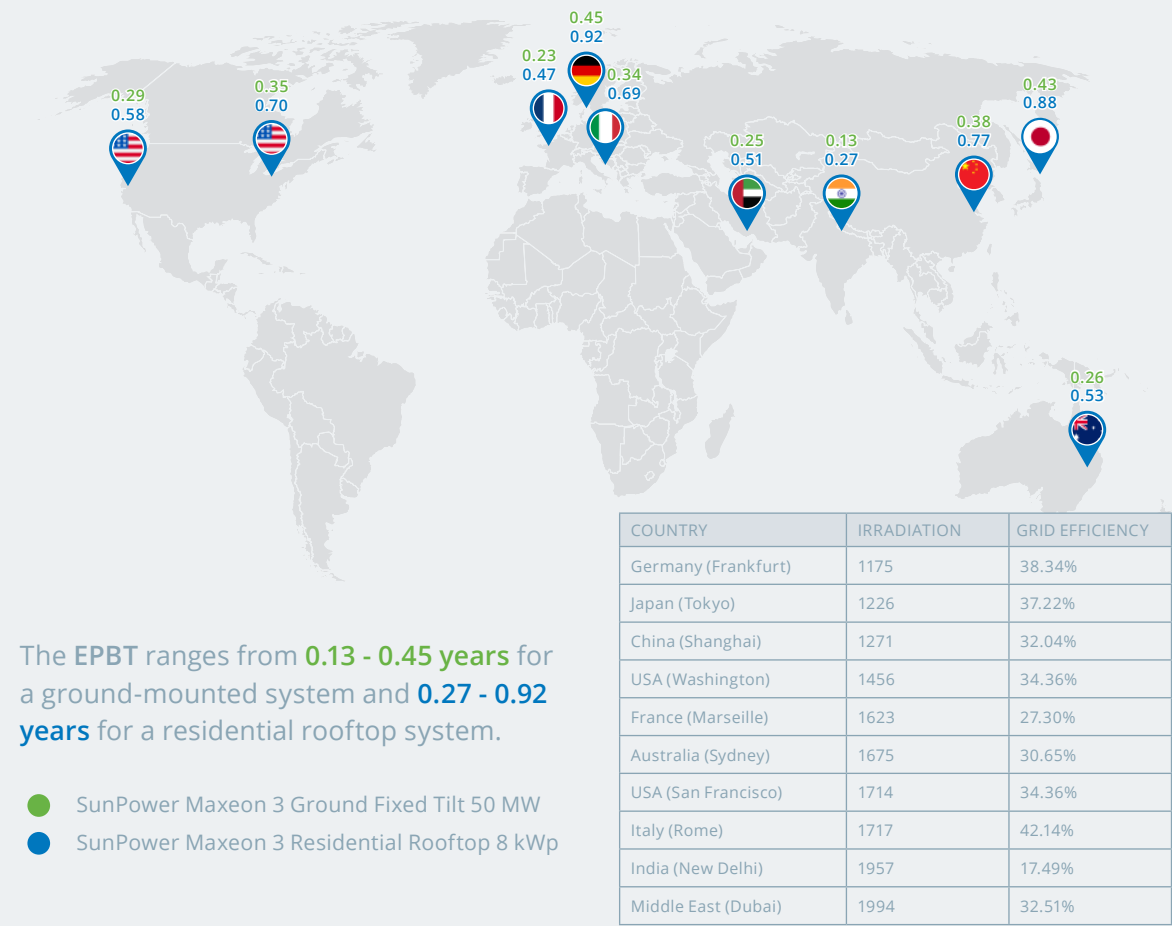 0.45
0.92
0.23
0.47
0.34
0.69
0.29
0.58
0.35
0.70
0.43
0.88
0.38
0.77
0.25
0.51
0.13
0.27
0.26
0.53
COUNTRY IRRADIATION GRID EFFICIENCY
Germany (Frankfurt) 1175 38.34%
Japan (Tokyo) 1226 37.22%
China (Shanghai) 1271 32.04%
USA (Washington) 1456 34.36%
France (Marseille) 1623 27.30%
Australia (Sydney) 1675 30.65%
USA (San Francisco) 1714 34.36%
Italy (Rome) 1717 42.14%
India (New Delhi) 1957 17.49%
Middle East (Dubai) 1994 32.51%
The EPBT ranges from 0.13 - 0.45 years for
a ground-mounted system and 0.27 - 0.92
years for a residential rooftop system.
SunPower Maxeon 3 Ground Fixed Tilt 50 MW
SunPower Maxeon 3 Residential Rooftop 8 kWp